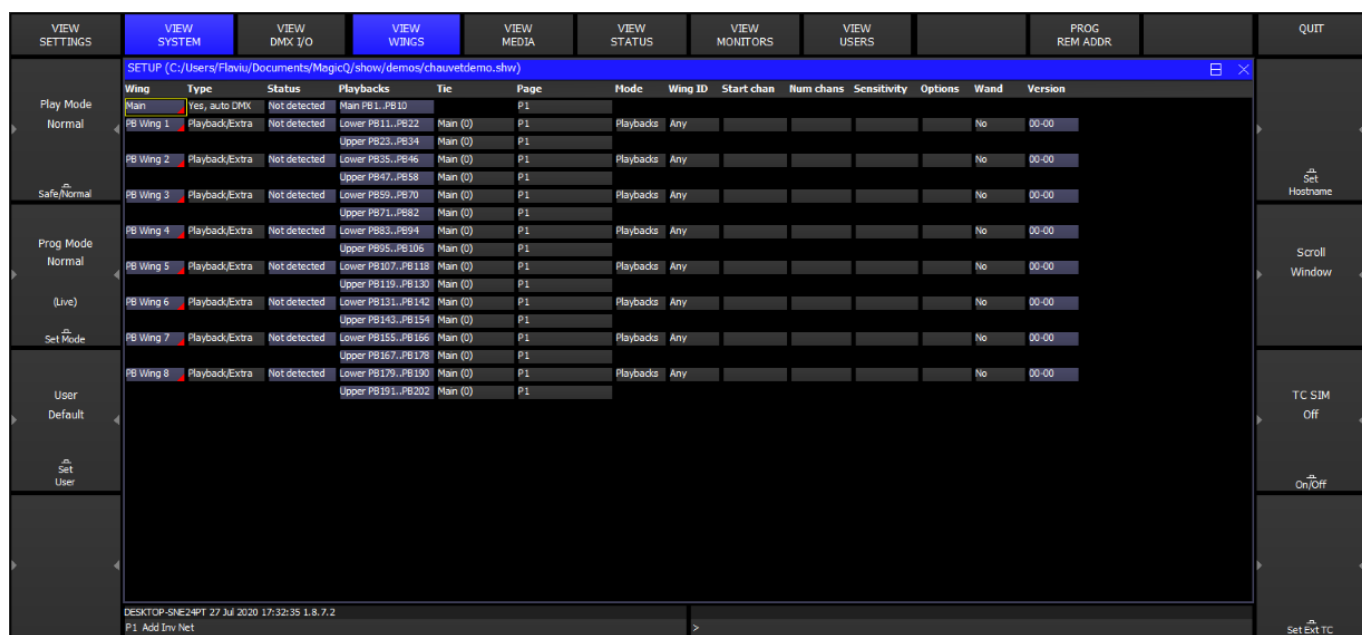 VIEW SETTINGS VIEW SYSTEM VIEW DMX I/O VIEW WINGS VIEW MEDIA VIEW STATUS VIEW MONITORS VIEW USERS PROG REM ADDR QUIT
SETUP (C:/Users/Flaviu/Documents/MagicQ/show/demos/chauvetdemo.shw)
Wing Type Status Playbacks Tie Page Mode Wing ID Start chan Num chans Sensitivity Options Wand Version
Main Yes, auto DMX Not detected Main PB1..PB10 P1
PB Wing 1 Playback/Extra Not detected Lower PB11..PB22 Main (0) P1 Playbacks Any No 00-00
Upper PB23..PB34 Main (0) P1
PB Wing 2 Playback/Extra Not detected Lower PB35..PB46 Main (0) P1 Playbacks Any No 00-00
Upper PB47..PB58 Main (0) P1
PB Wing 3 Playback/Extra Not detected Lower PB59..PB70 Main (0) P1 Playbacks Any No 00-00
Upper PB71..PB82 Main (0) P1
PB Wing 4 Playback/Extra Not detected Lower PB83..PB94 Main (0) P1 Playbacks Any No 00-00
Upper PB95..PB106 Main (0) P1
PB Wing 5 Playback/Extra Not detected Lower PB107..PB118 Main (0) P1 Playbacks Any No 00-00
Upper PB119..PB130 Main (0) P1
PB Wing 6 Playback/Extra Not detected Lower PB131..PB142 Main (0) P1 Playbacks Any No 00-00
Upper PB143..PB154 Main (0) P1
PB Wing 7 Playback/Extra Not detected Lower PB155..PB166 Main (0) P1 Playbacks Any No 00-00
Upper PB167..PB178 Main (0) P1
PB Wing 8 Playback/Extra Not detected Lower PB179..PB190 Main (0) P1 Playbacks Any No 00-00
Upper PB191..PB202 Main (0) P1
Play Mode
Normal
Safe/Normal
Prog Mode
Normal
(Live)
Set Mode
User
Default
Set
User
Set
Hostname
Scroll
Window
TC SIM
Off
On/Off
Set Ext TC
DESKTOP-SNE24PT 27 Jul 2020 17:32:35 1.8.7.2
P1 Add Inv Net >